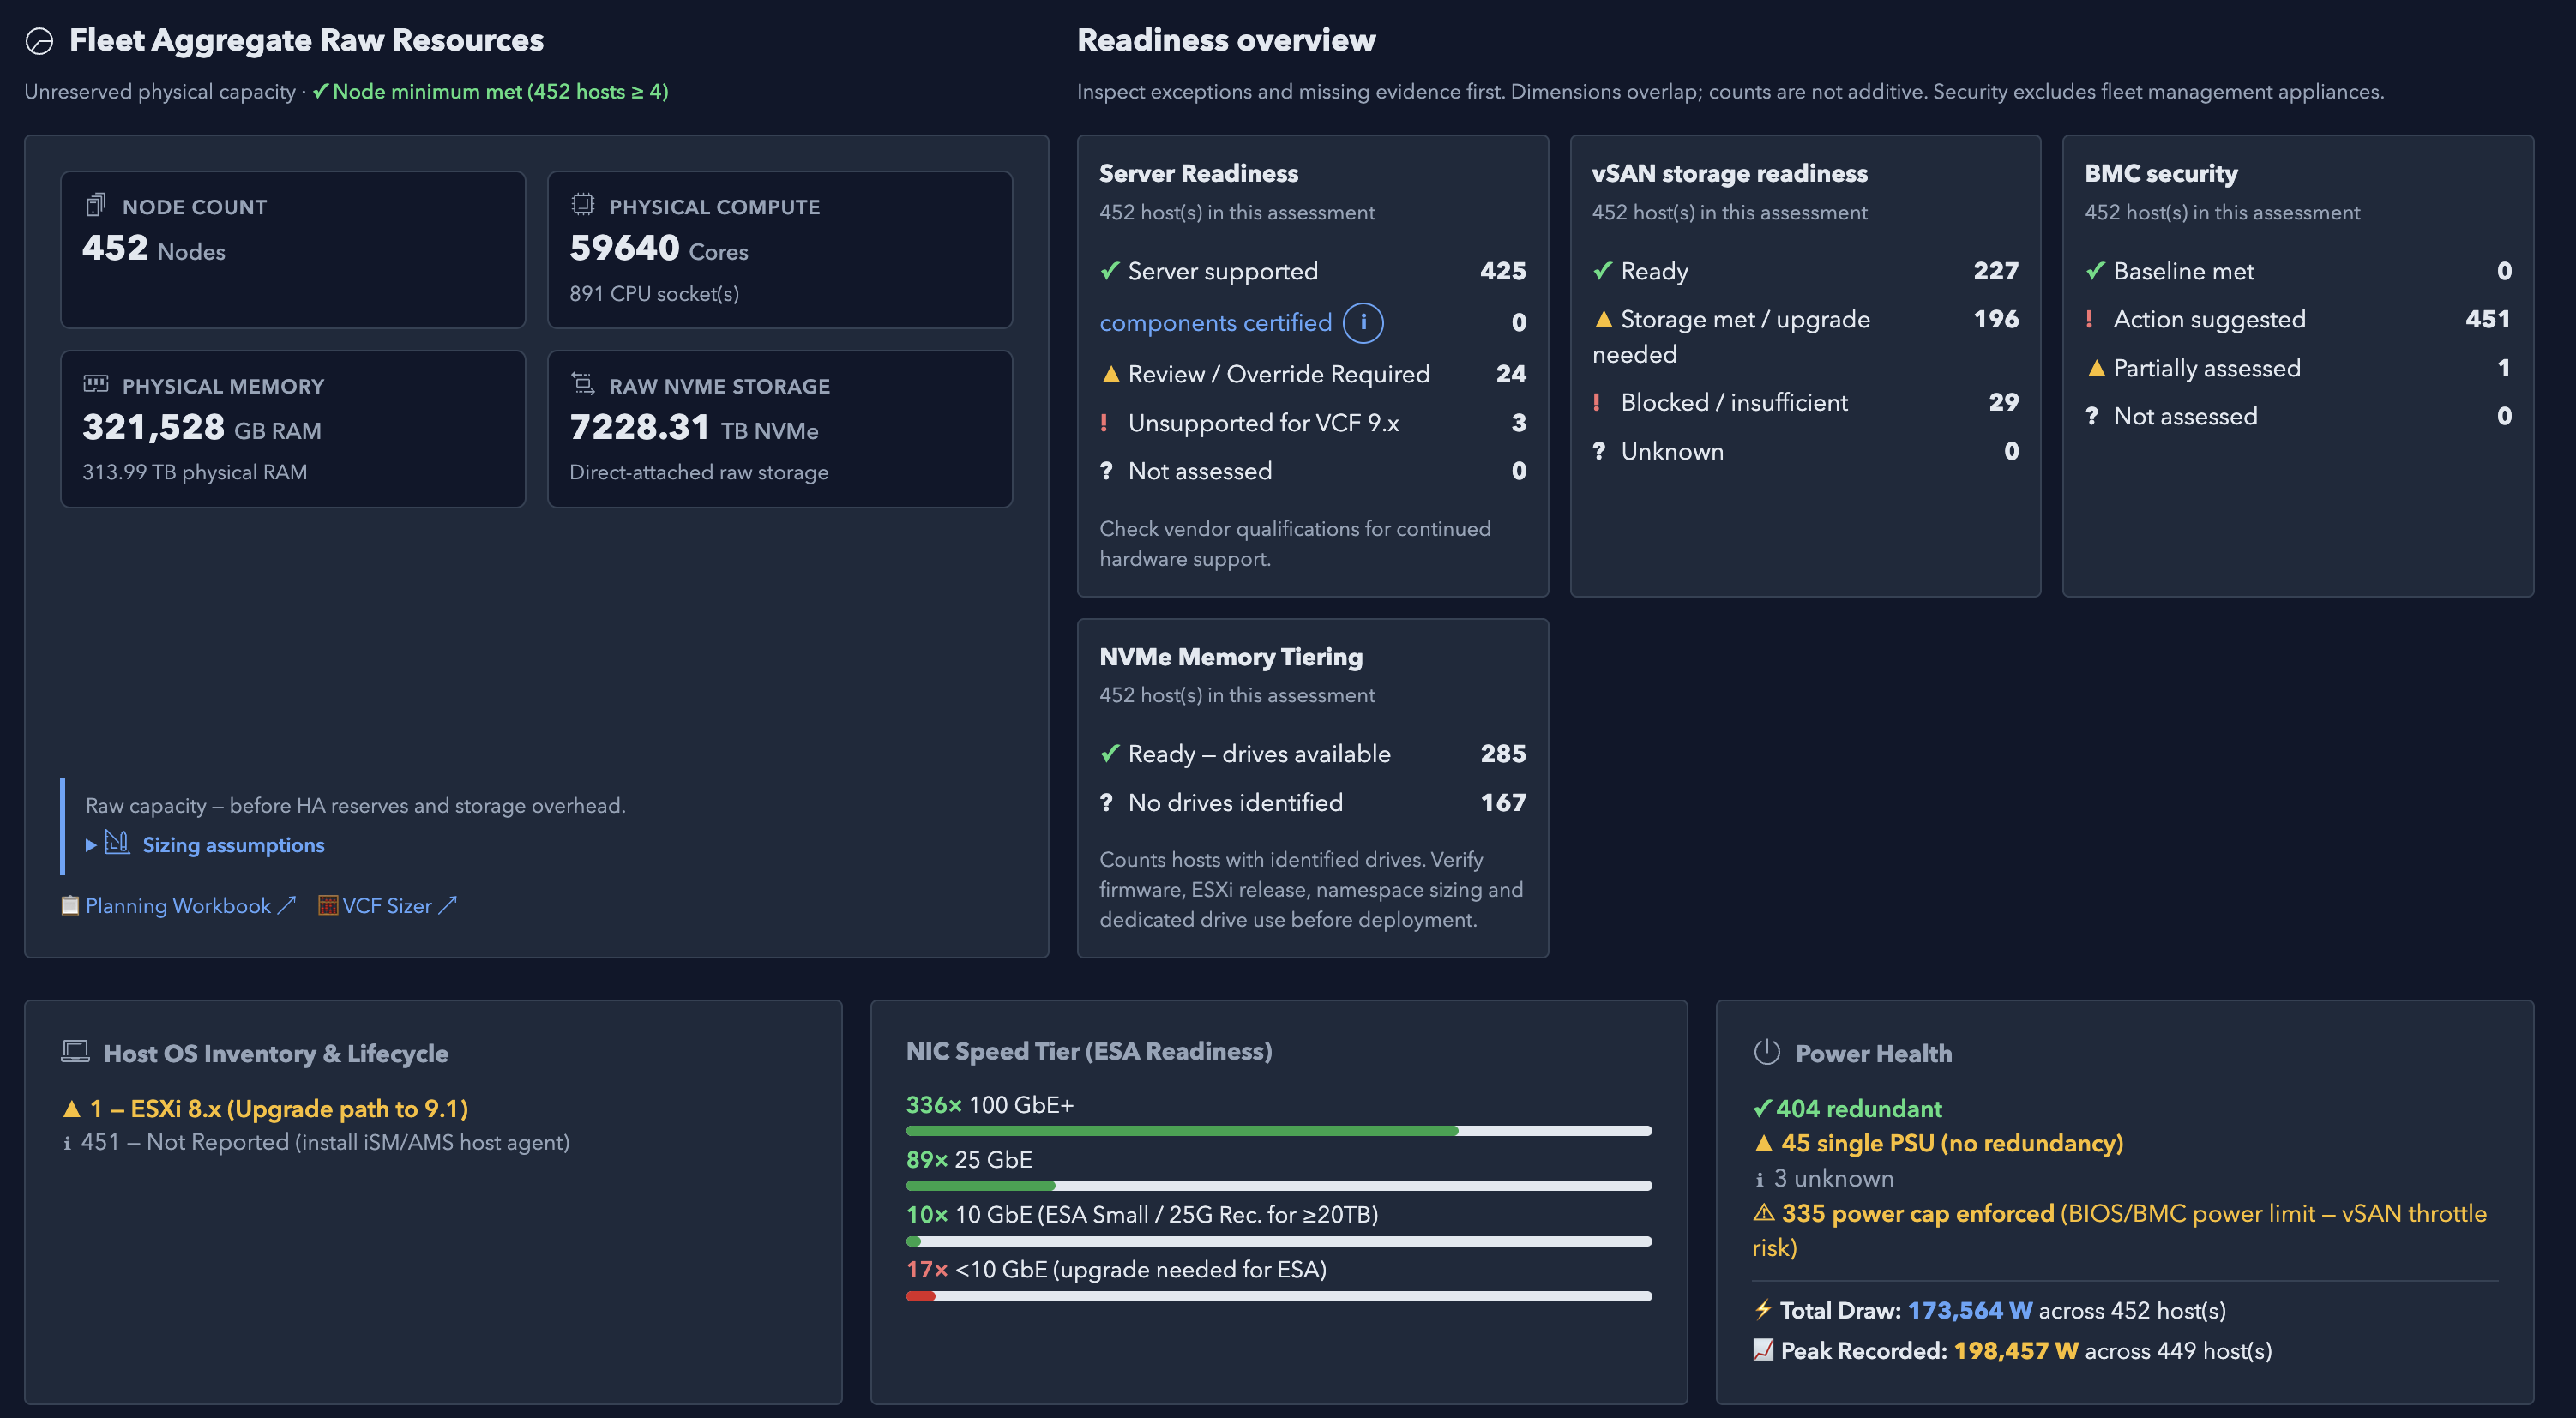 Fleet Aggregate Raw Resources
Unreserved physical capacity · ✓ Node minimum met (452 hosts ≥ 4)
NODE COUNT
452 Nodes
PHYSICAL COMPUTE
59640 Cores
891 CPU socket(s)
PHYSICAL MEMORY
321,528 GB RAM
313.99 TB physical RAM
RAW NVME STORAGE
7228.31 TB NVMe
Direct-attached raw storage
Raw capacity – before HA reserves and storage overhead.
▶ Sizing assumptions
Planning Workbook ↗ VCF Sizer ↗
Readiness overview
Inspect exceptions and missing evidence first. Dimensions overlap; counts are not additive. Security excludes fleet management appliances.
Server Readiness
452 host(s) in this assessment
✓ Server supported 425
components certified i 0
▲ Review / Override Required 24
! Unsupported for VCF 9.x 3
? Not assessed 0
Check vendor qualifications for continued
hardware support.
vSAN storage readiness
452 host(s) in this assessment
✓ Ready 227
▲ Storage met / upgrade 196
needed
! Blocked / insufficient 29
? Unknown 0
BMC security
452 host(s) in this assessment
✓ Baseline met 0
! Action suggested 451
▲ Partially assessed 1
? Not assessed 0
NVMe Memory Tiering
452 host(s) in this assessment
✓ Ready – drives available 285
? No drives identified 167
Counts hosts with identified drives. Verify
firmware, ESXi release, namespace sizing and
dedicated drive use before deployment.
Host OS Inventory & Lifecycle
▲ 1 – ESXi 8.x (Upgrade path to 9.1)
i 451 – Not Reported (install iSM/AMS host agent)
NIC Speed Tier (ESA Readiness)
336× 100 GbE+
89× 25 GbE
10× 10 GbE (ESA Small / 25G Rec. for ≥20TB)
17× <10 GbE (upgrade needed for ESA)
Power Health
✓ 404 redundant
▲ 45 single PSU (no redundancy)
i 3 unknown
⚠ 335 power cap enforced (BIOS/BMC power limit – vSAN throttle
risk)
⚡ Total Draw: 173,564 W across 452 host(s)
📈 Peak Recorded: 198,457 W across 449 host(s)